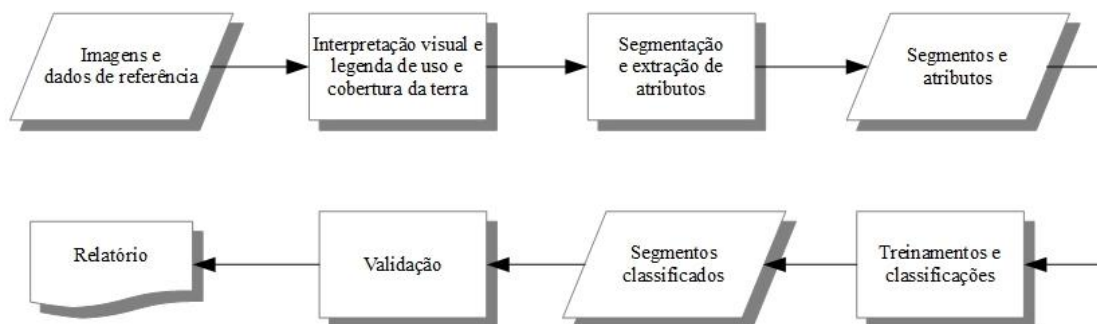 Imagens e
dados de referência
Interpretação visual e
legenda de uso e
cobertura da terra
Segmentação
e extração de
atributos
Segmentos e
atributos
Treinamentos e
classificações
Segmentos
classificados
Validação
Relatório